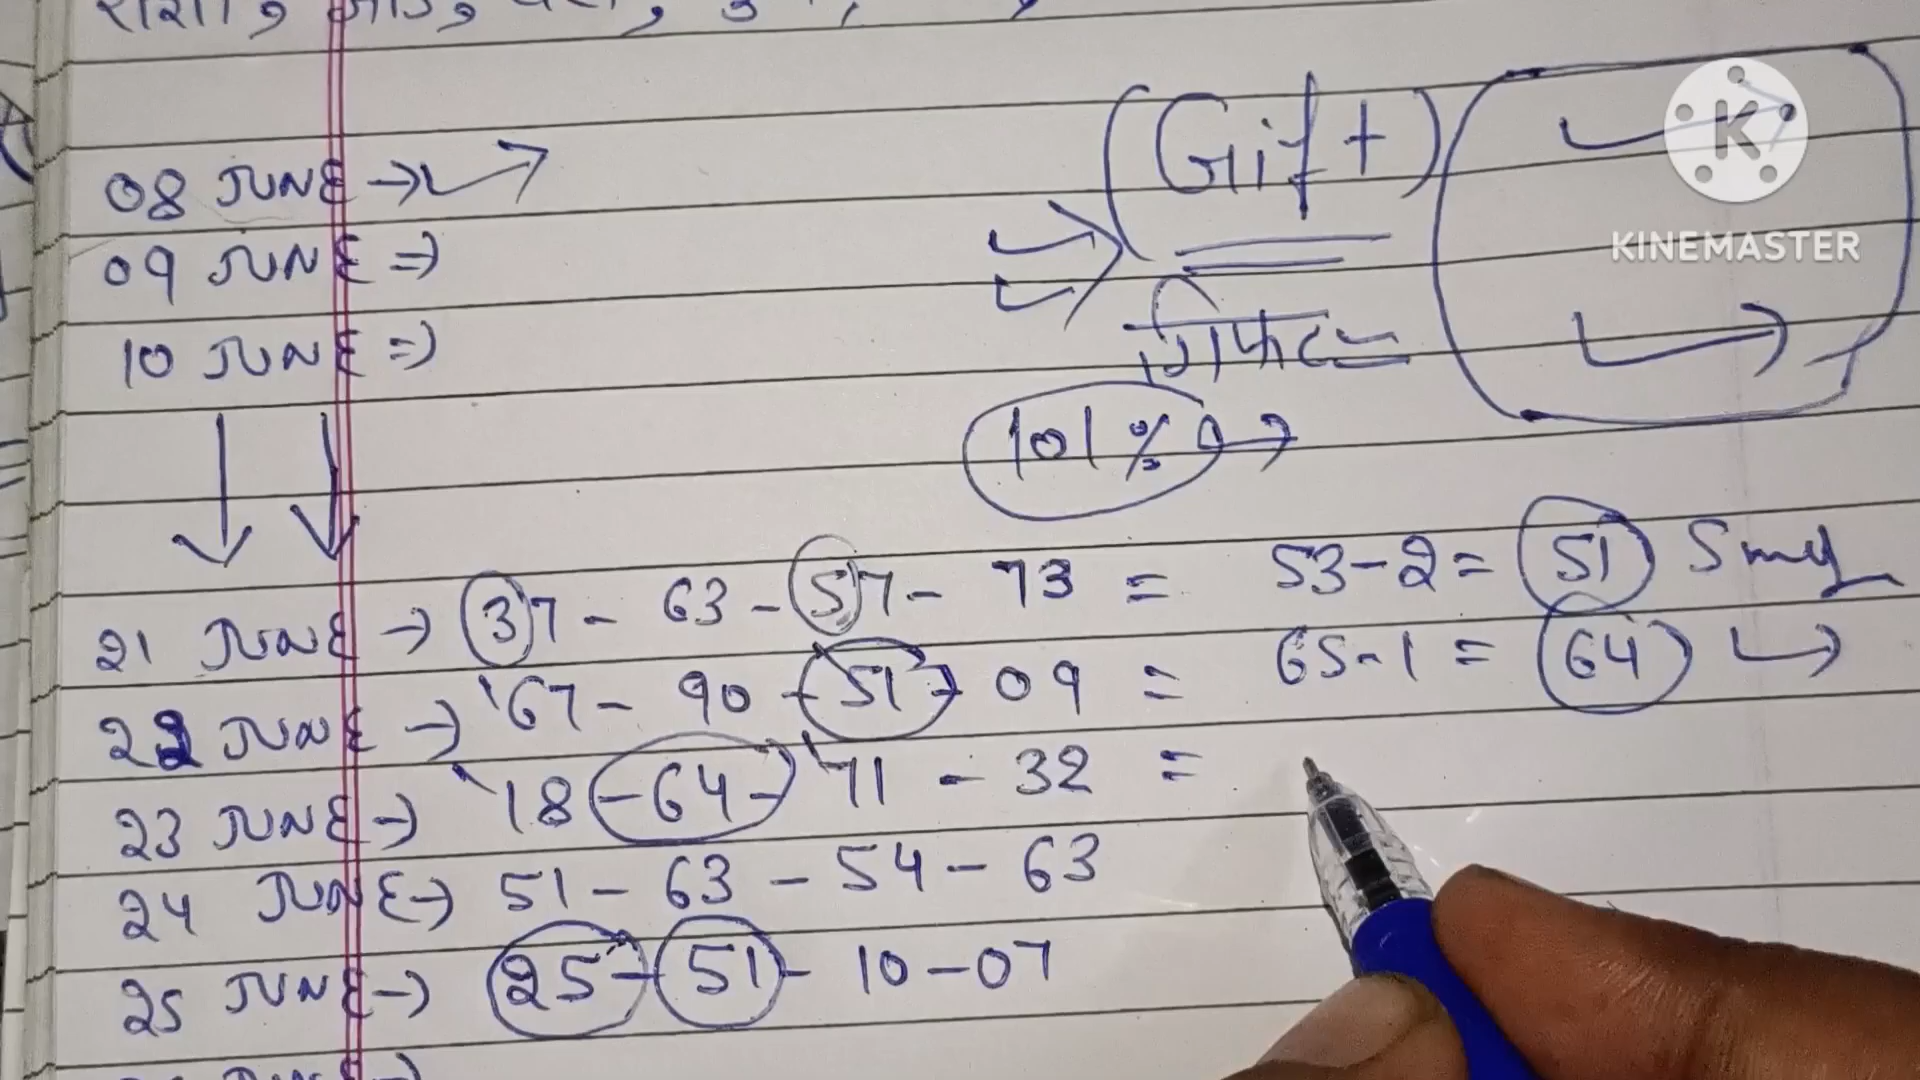 08 JUNE →
09 JUNE ⇒
10 JUNE ⇒
(Gift)
गिफ्ट
101%
KINEMASTER
21 JUNE → 37 - 63 - 57 - 73 = 53-2 = 51
22 JUNE → 67 - 90 - 51 - 09 = 65-1 = 64
23 JUNE → 18 - 64 - 71 - 32 =
24 JUNE → 51 - 63 - 54 - 63
25 JUNE → 25 - 51 - 10 - 07